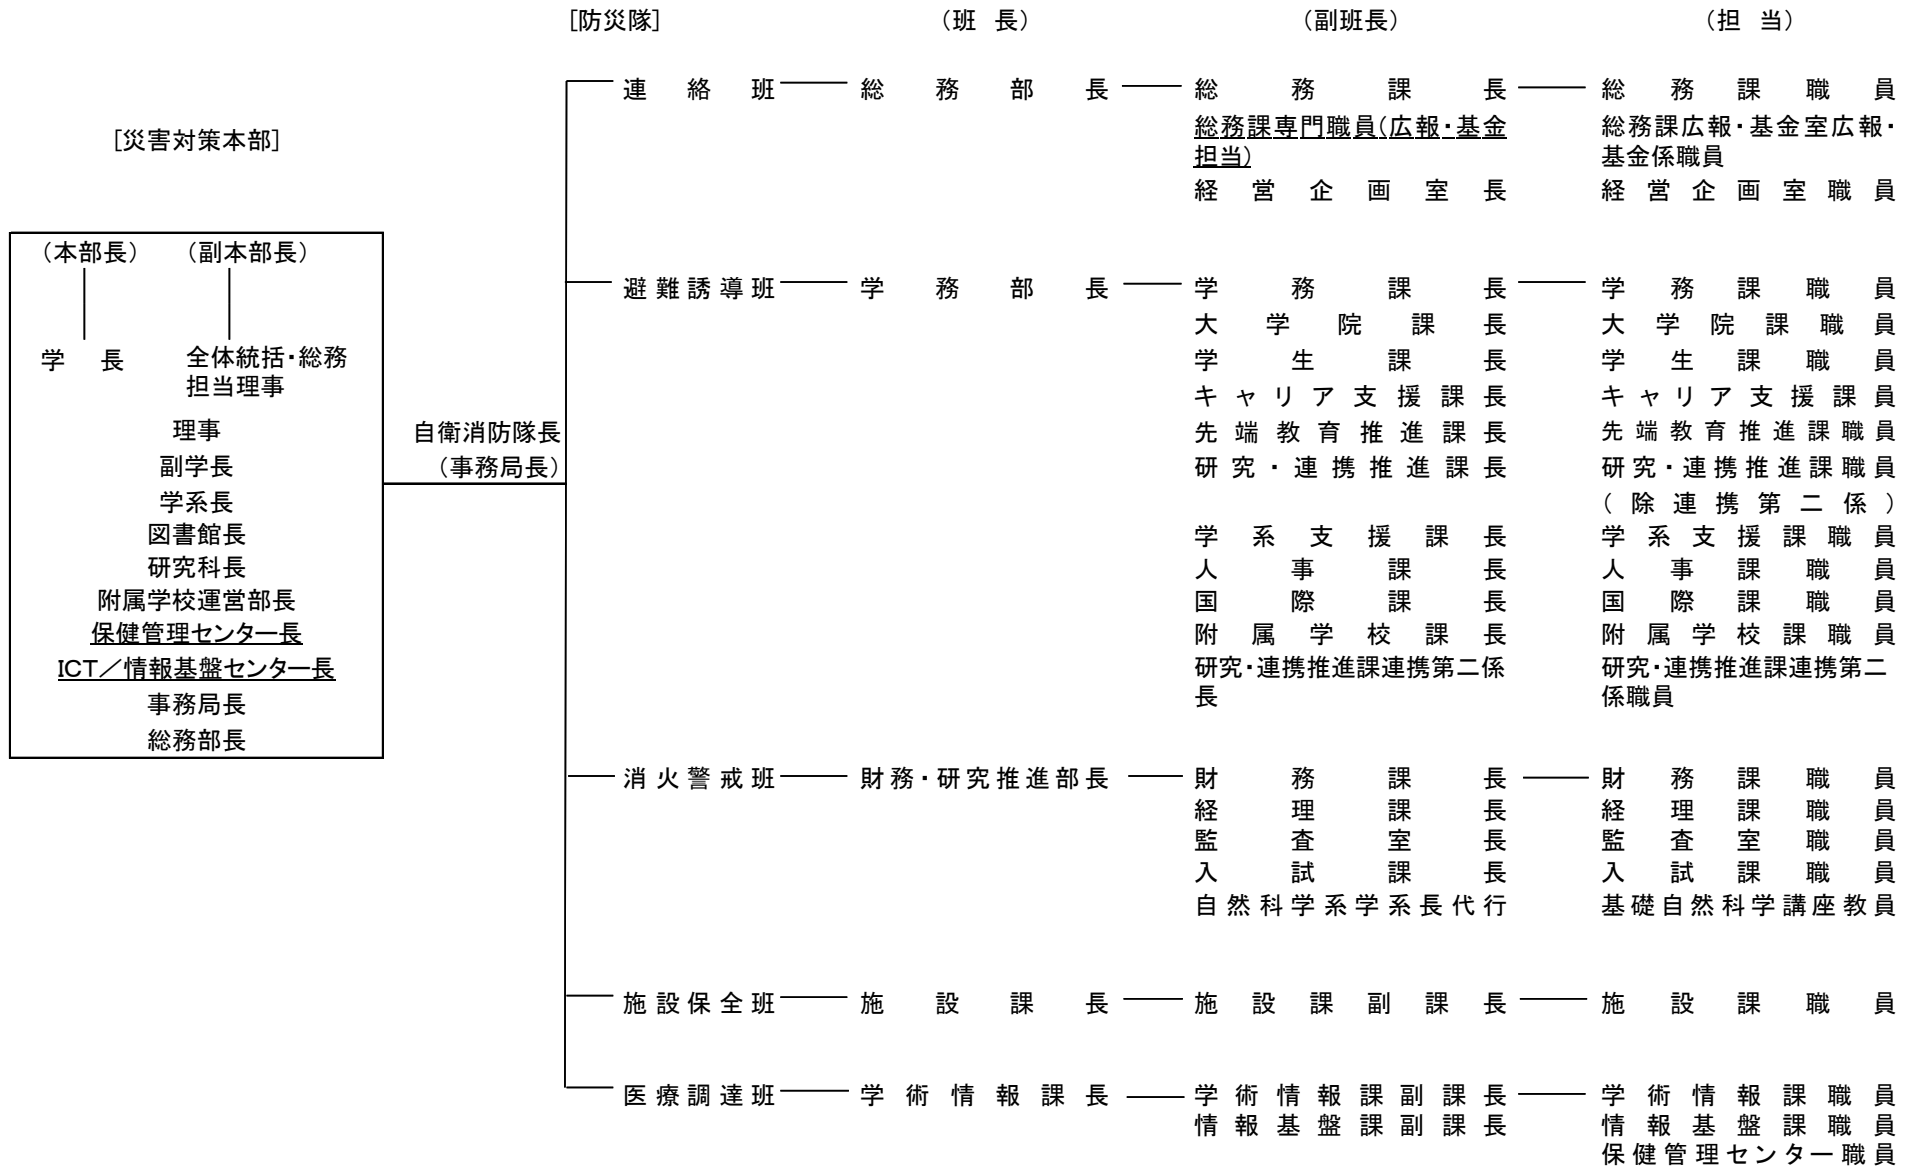 [防災隊] （班 長） （副班長） （担 当）
連絡班 総務部長 総務課長 総務課職員
[災害対策本部]
総務課専門職員(広報・基金
担当)
総務課広報・基金室広報・
基金係職員
経営企画室長 経営企画室職員
（本部長） （副本部長）
学 長
全体統括・総務
担当理事
理事
副学長
学系長
図書館長
研究科長
附属学校運営部長
保健管理センター長
ICT／情報基盤センター長
事務局長
総務部長
自衛消防隊長
（事務局長）
避難誘導班 学務部長 学務課長 学務課職員
大学院課長 大学院課職員
学生課長 学生課職員
キャリア支援課長 キャリア支援課員
先端教育推進課長 先端教育推進課職員
研究・連携推進課長 研究・連携推進課職員
(除連携第二係)
学系支援課長 学系支援課職員
人事課長 人事課職員
国際課長 国際課職員
附属学校課長 附属学校課職員
研究・連携推進課連携第二係
長
研究・連携推進課連携第二
係職員
消火警戒班 財務・研究推進部長 財務課長 財務課職員
経理課長 経理課職員
監査室長 監査室職員
入試課長 入試課職員
自然科学系学系長代行 基礎自然科学講座教員
施設保全班 施設課長 施設課副課長 施設課職員
医療調達班 学術情報課長 学術情報課副課長 学術情報課職員
情報基盤課副課長 情報基盤課職員
保健管理センター職員